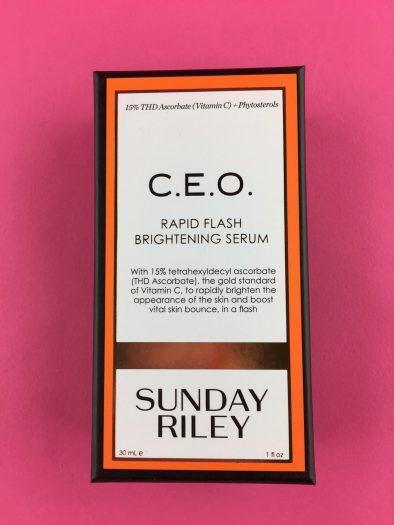 15% THD Ascorbate (Vitamin C) + Phytosterols
C.E.O.
RAPID FLASH
BRIGHTENING SERUM
With 15% tetrahexyldecyl ascorbate
(THD Ascorbate), the gold standard
of Vitamin C, to rapidly brighten the
appearance of the skin and boost
vital skin bounce, in a flash
SUNDAY
RILEY
30 mL ℮ 1 fl oz